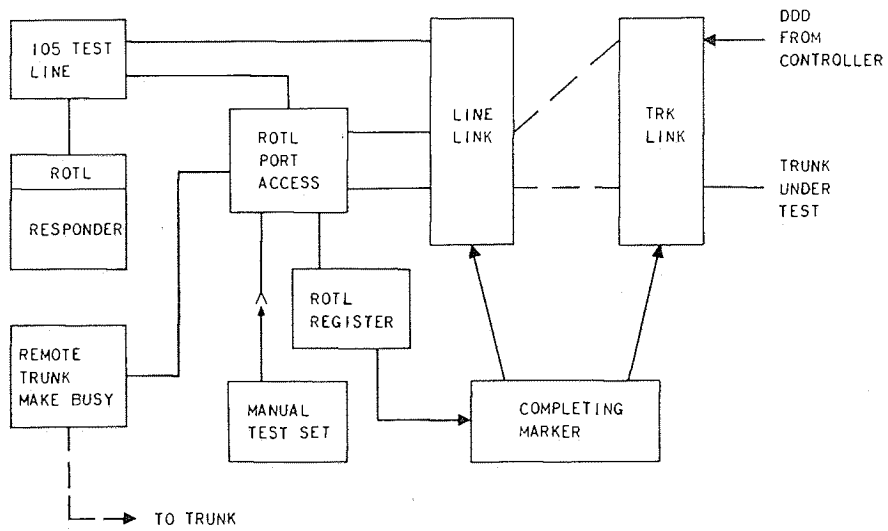 105 TEST
LINE
ROTL
RESPONDER
REMOTE
TRUNK
MAKE BUSY
TO TRUNK
ROTL
PORT
ACCESS
ROTL
REGISTER
MANUAL
TEST SET
LINE
LINK
TRK
LINK
COMPLETING
MARKER
DDD
FROM
CONTROLLER
TRUNK
UNDER
TEST